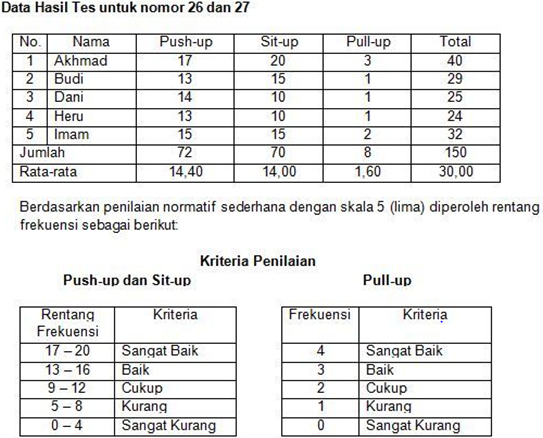 Data Hasil Tes untuk nomor 26 dan 27
No. Nama Push-up Sit-up Pull-up Total
1 Akhmad 17 20 3 40
2 Budi 13 15 1 29
3 Dani 14 10 1 25
4 Heru 13 10 1 24
5 Imam 15 15 2 32
Jumlah 72 70 8 150
Rata-rata 14,40 14,00 1,60 30,00
Berdasarkan penilaian normatif sederhana dengan skala 5 (lima) diperoleh rentang
frekuensi sebagai berikut:
Kriteria Penilaian
Push-up dan Sit-up Pull-up
Rentang Kriteria
Frekuensi
17 – 20 Sangat Baik
13 – 16 Baik
9 – 12 Cukup
5 – 8 Kurang
0 – 4 Sangat Kurang
Frekuensi Kriteria
4 Sangat Baik
3 Baik
2 Cukup
1 Kurang
0 Sangat Kurang